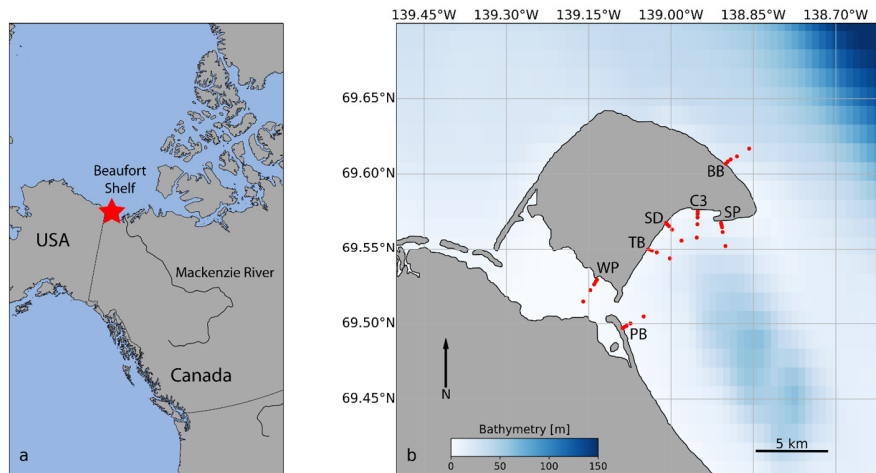 Beaufort
Shelf
USA
Mackenzie River
Canada
a
139.45°W 139.30°W 139.15°W 139.00°W 138.85°W 138.70°W
69.65°N
69.60°N
69.55°N
69.50°N
69.45°N
BB
C3
SP
SD
TB
WP
PB
N
Bathymetry [m]
0 50 100 150
5 km
b